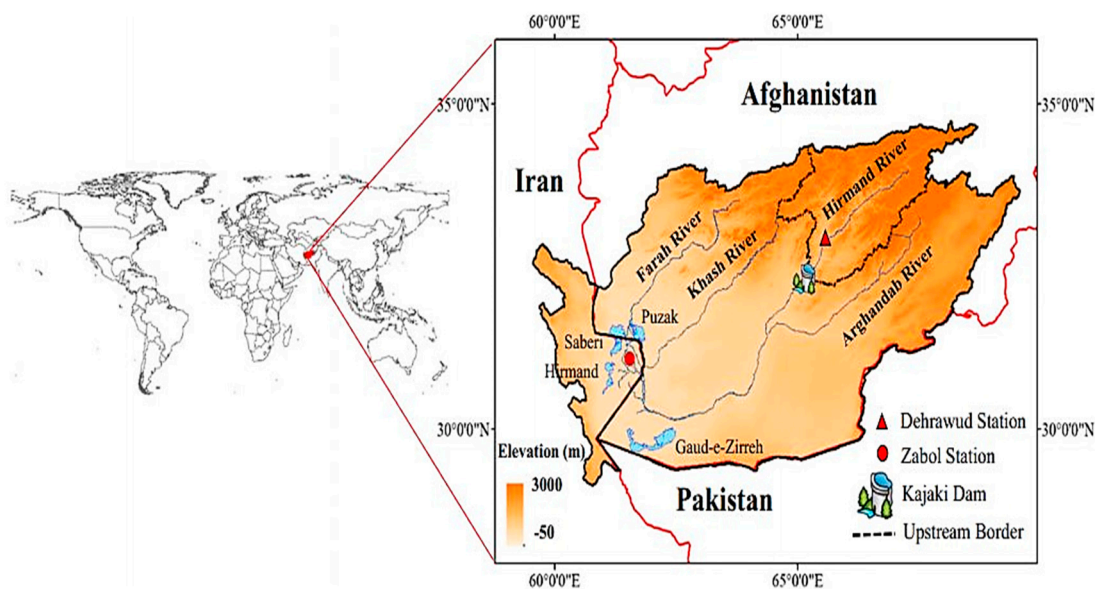 60°0'0"E
65°0'0"E
35°0'0"N
35°0'0"N
Afghanistan
Iran
Hirmand River
Farah River
Khash River
Arghandab River
Puzak
Saberi
Hirmand
30°0'0"N
30°0'0"N
Gaud-e-Zirreh
Elevation (m)
3000
-50
Pakistan
Dehrawud Station
Zabol Station
Kajaki Dam
Upstream Border
60°0'0"E
65°0'0"E